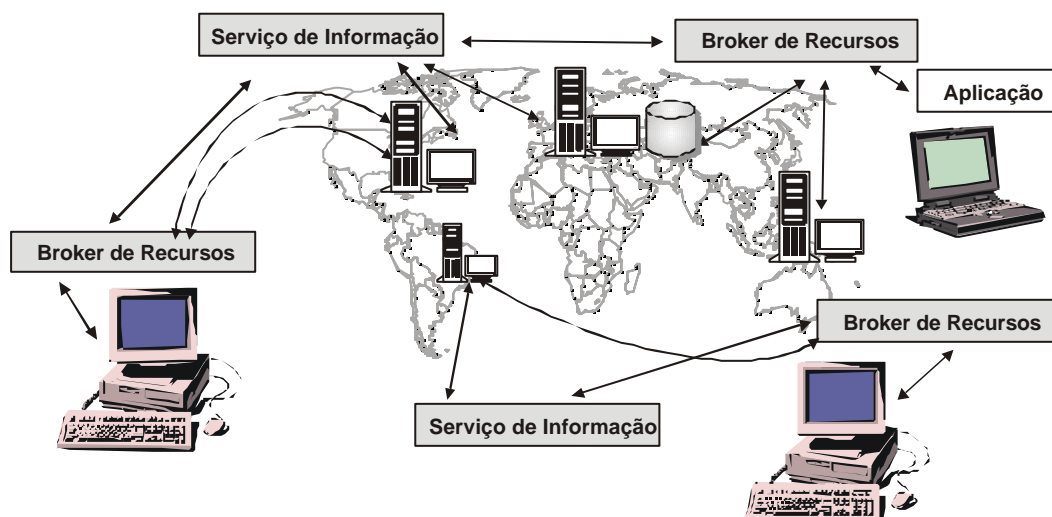 Serviço de Informação
Broker de Recursos
Aplicação
Broker de Recursos
Broker de Recursos
Serviço de Informação